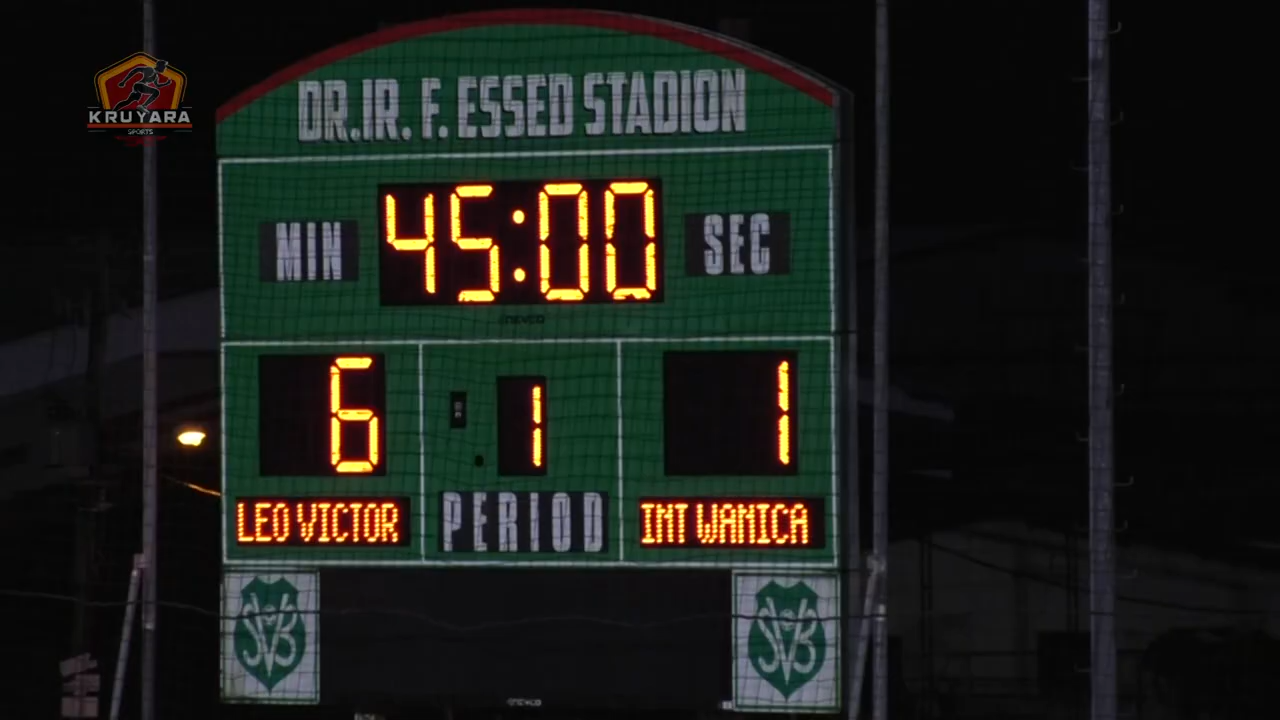 KRUYARA
SPORTS
DR.IR. F. ESSED STADION
MIN
45:00
SEC
6
1
1
LEO VICTOR
PERIOD
INT WANICA
SVB
SVB